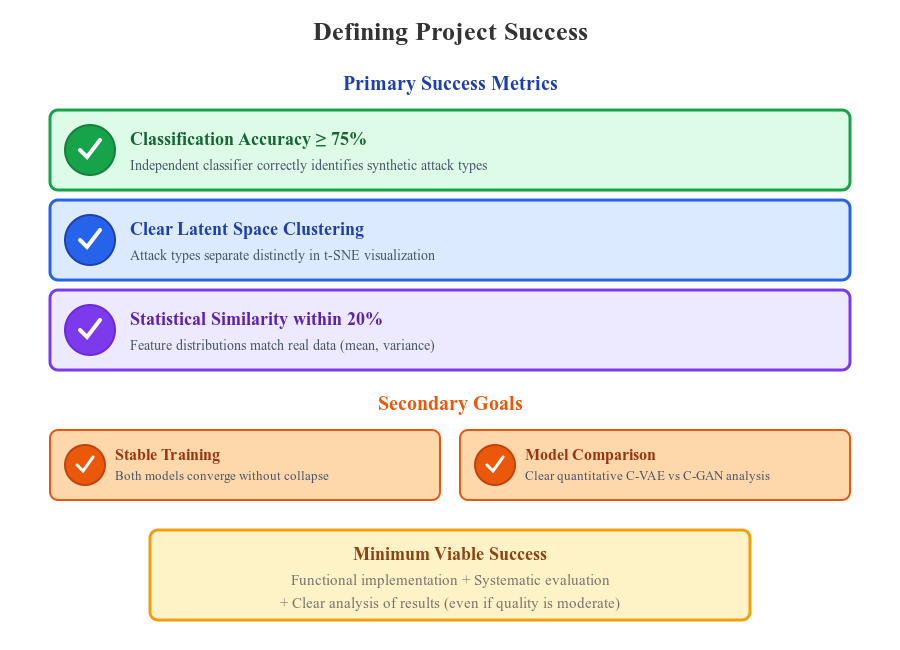 Defining Project Success
Primary Success Metrics
Classification Accuracy ≥ 75%
Independent classifier correctly identifies synthetic attack types
Clear Latent Space Clustering
Attack types separate distinctly in t-SNE visualization
Statistical Similarity within 20%
Feature distributions match real data (mean, variance)
Secondary Goals
Stable Training
Both models converge without collapse
Model Comparison
Clear quantitative C-VAE vs C-GAN analysis
Minimum Viable Success
Functional implementation + Systematic evaluation
+ Clear analysis of results (even if quality is moderate)